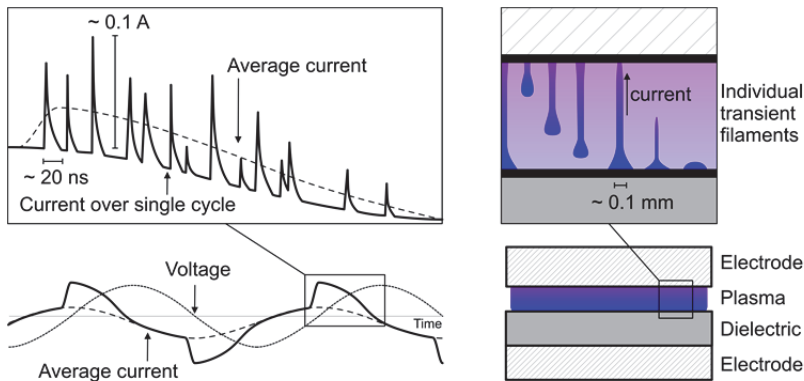 ~ 0.1 A
Average current
~ 20 ns
Current over single cycle
current
Individual
transient
filaments
~ 0.1 mm
Voltage
Time
Average current
Electrode
Plasma
Dielectric
Electrode